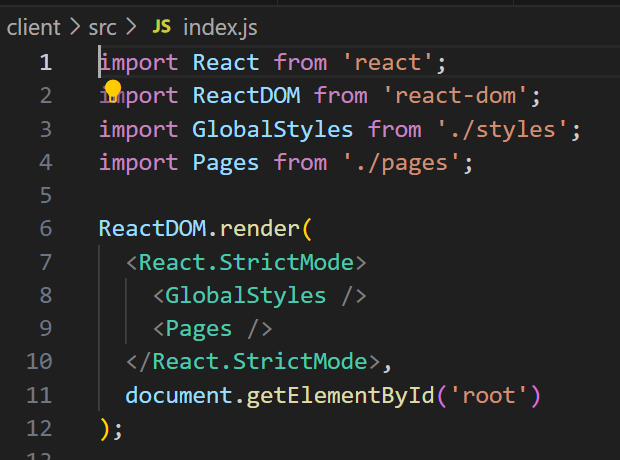 client > src > JS index.js
1 import React from 'react';
2 import ReactDOM from 'react-dom';
3 import GlobalStyles from './styles';
4 import Pages from './pages';
5
6 ReactDOM.render(
7   <React.StrictMode>
8     <GlobalStyles />
9     <Pages />
10   </React.StrictMode>,
11   document.getElementById('root')
12 );
13